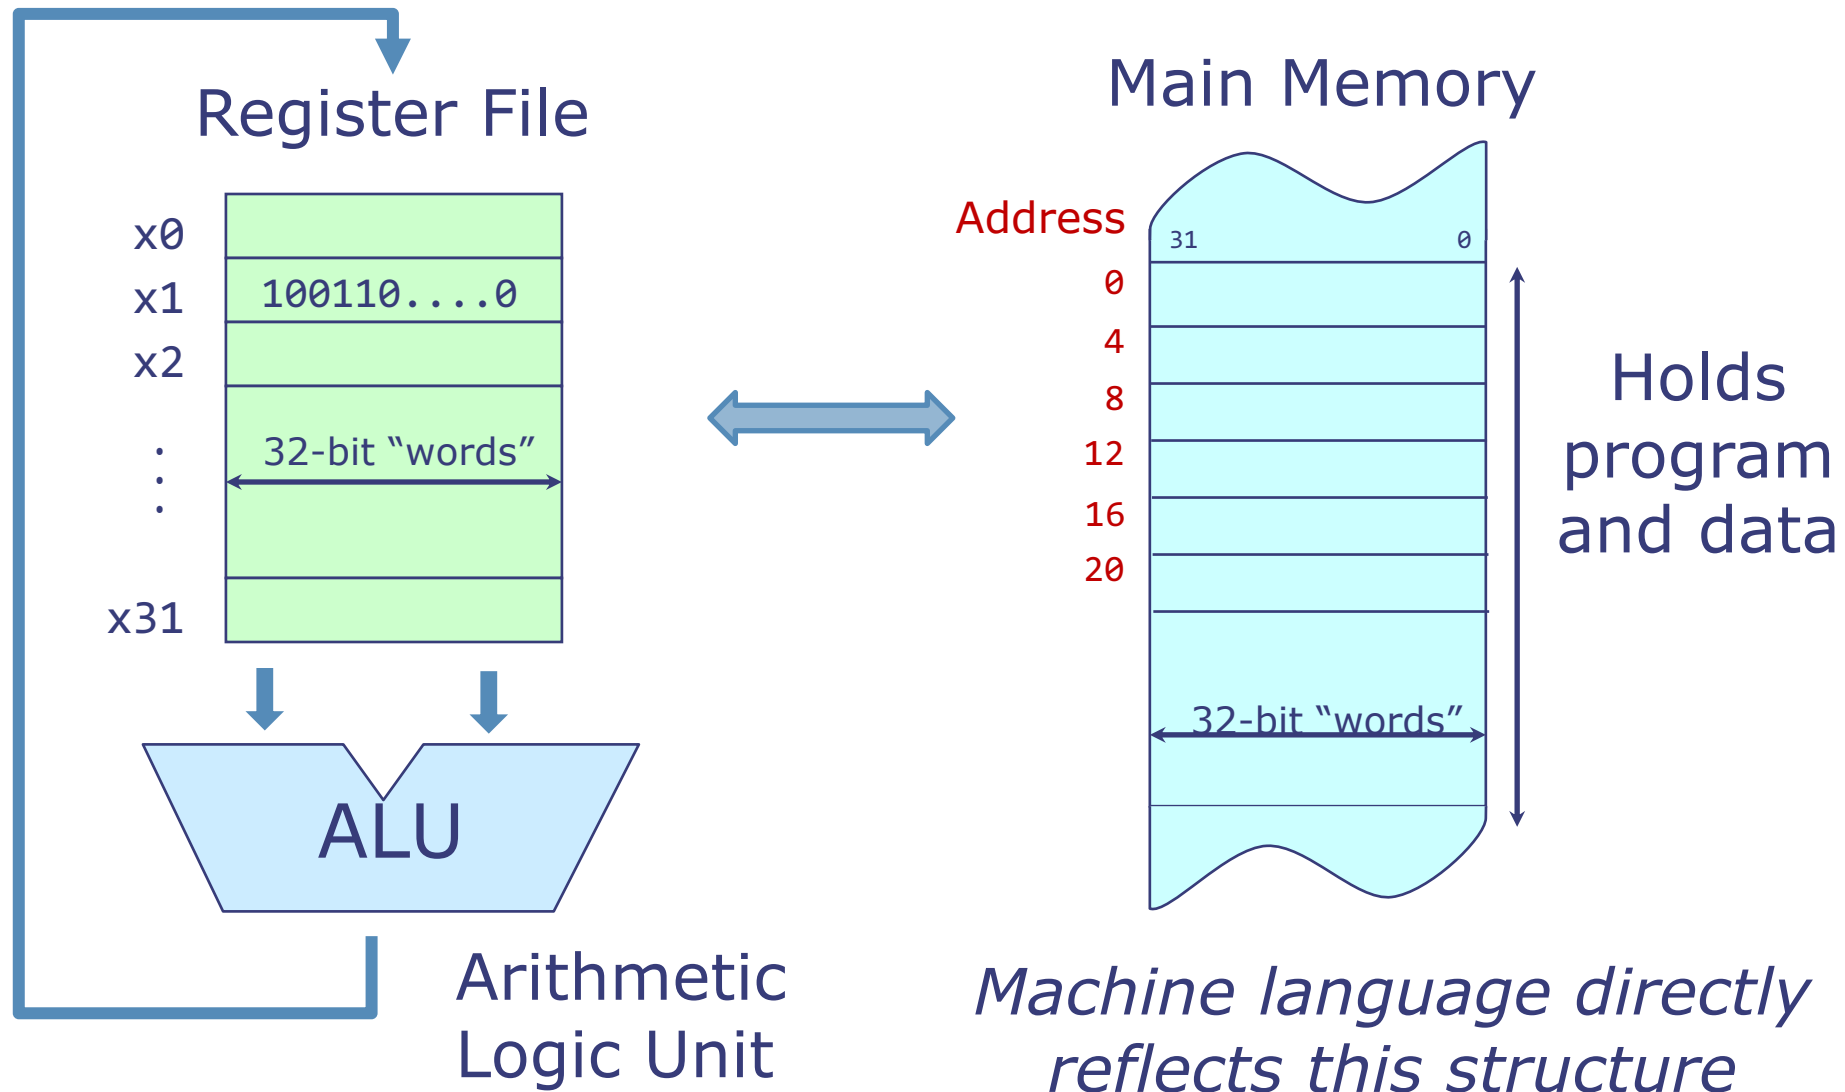 Register File
x0
x1
100110....0
x2
.
.
.
32-bit “words”
x31
ALU
Arithmetic
Logic Unit
Main Memory
Address
31 0
0
4
8
12
16
20
32-bit “words”
Holds
program
and data
Machine language directly
reflects this structure